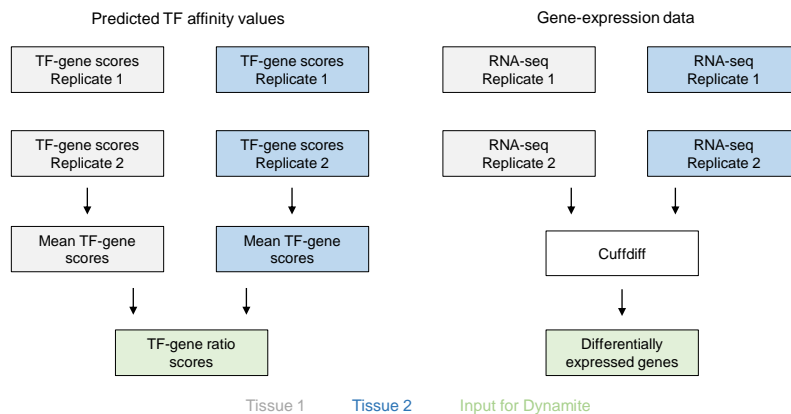 Predicted TF affinity values
Gene-expression data
TF-gene scores
Replicate 1
TF-gene scores
Replicate 1
RNA-seq
Replicate 1
RNA-seq
Replicate 1
TF-gene scores
Replicate 2
TF-gene scores
Replicate 2
RNA-seq
Replicate 2
RNA-seq
Replicate 2
Mean TF-gene
scores
Mean TF-gene
scores
Cuffdiff
TF-gene ratio
scores
Differentially
expressed genes
Tissue 1
Tissue 2
Input for Dynamite